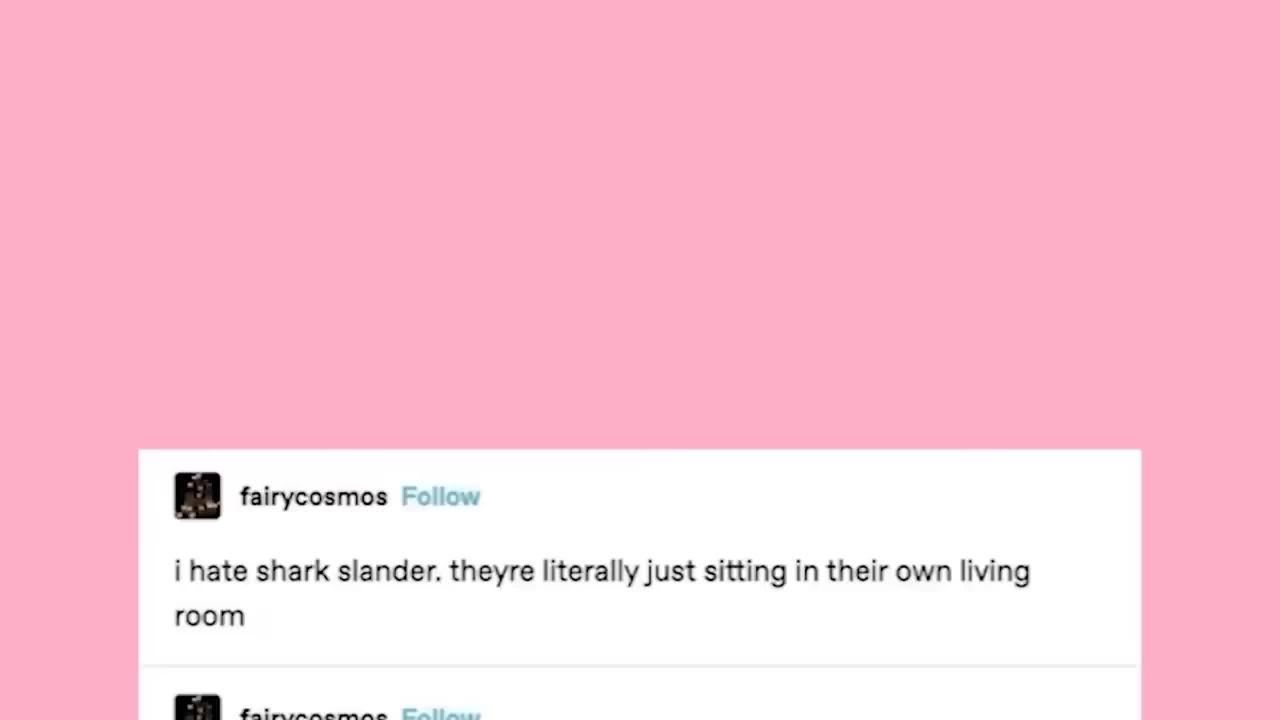 fairycosmos Follow
i hate shark slander. theyre literally just sitting in their own living
room
fairycosmos Follow